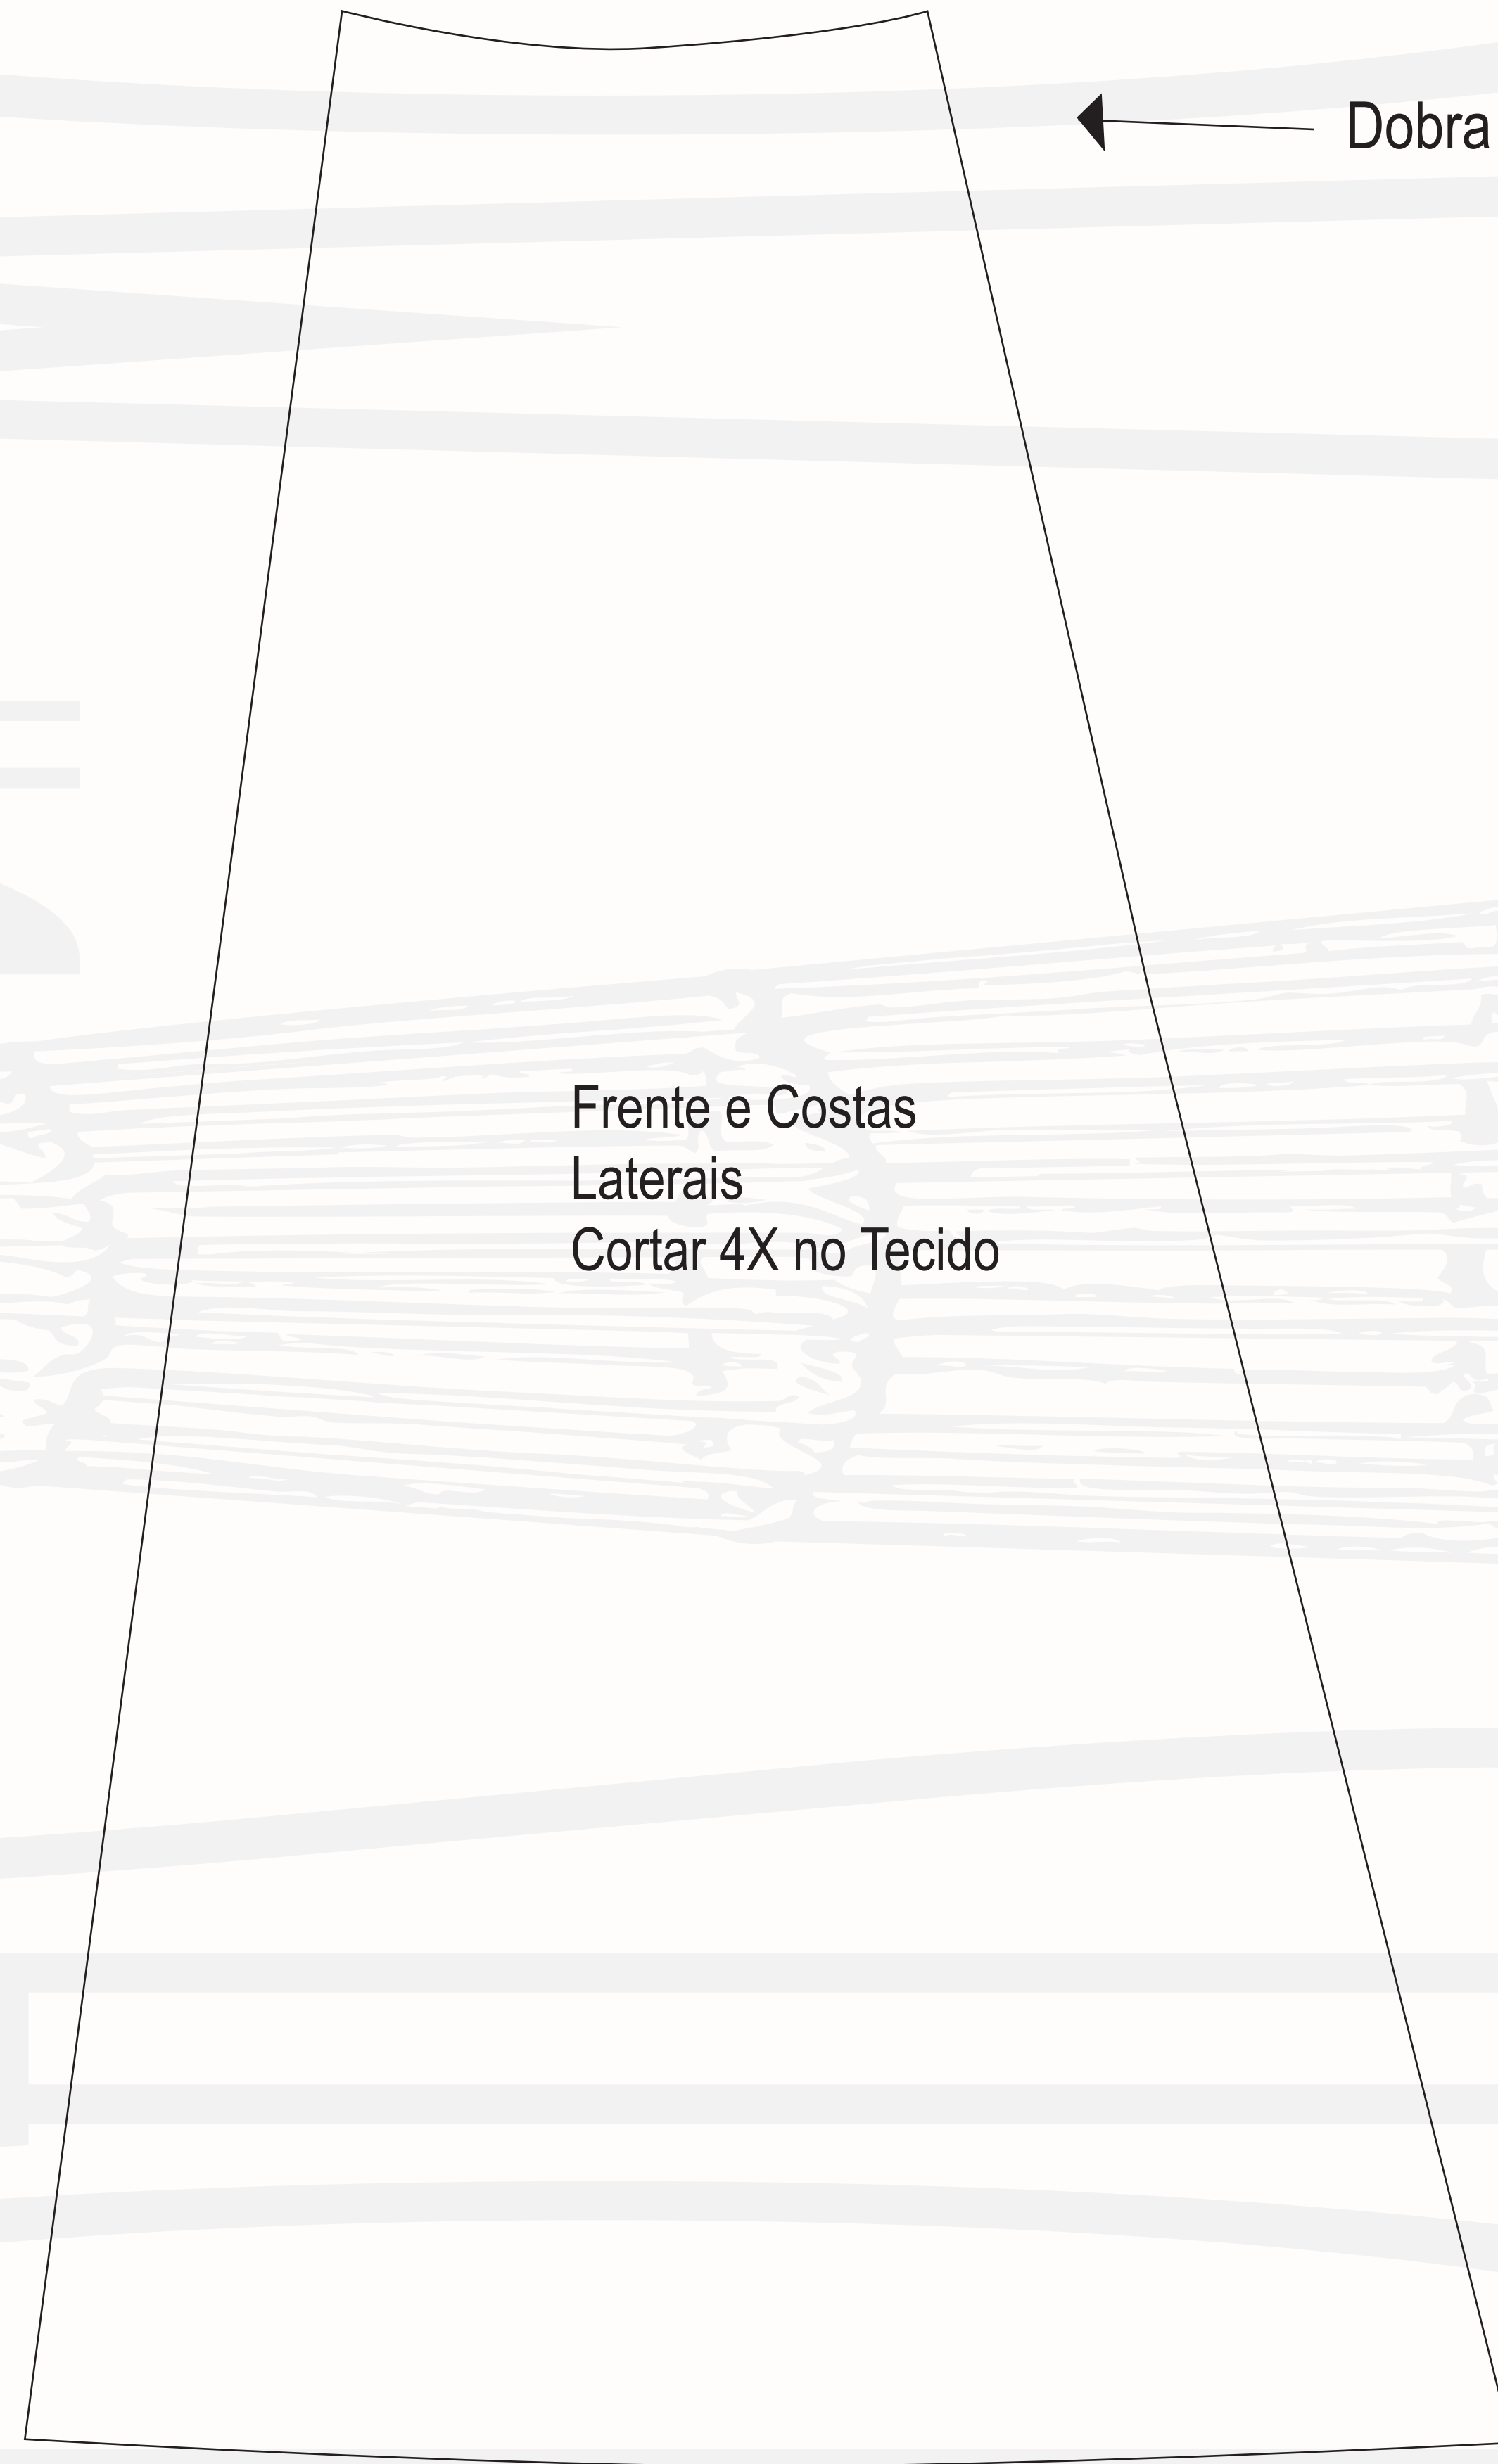 Dobra
Frente e Costas
Laterais
Cortar 4X no Tecido